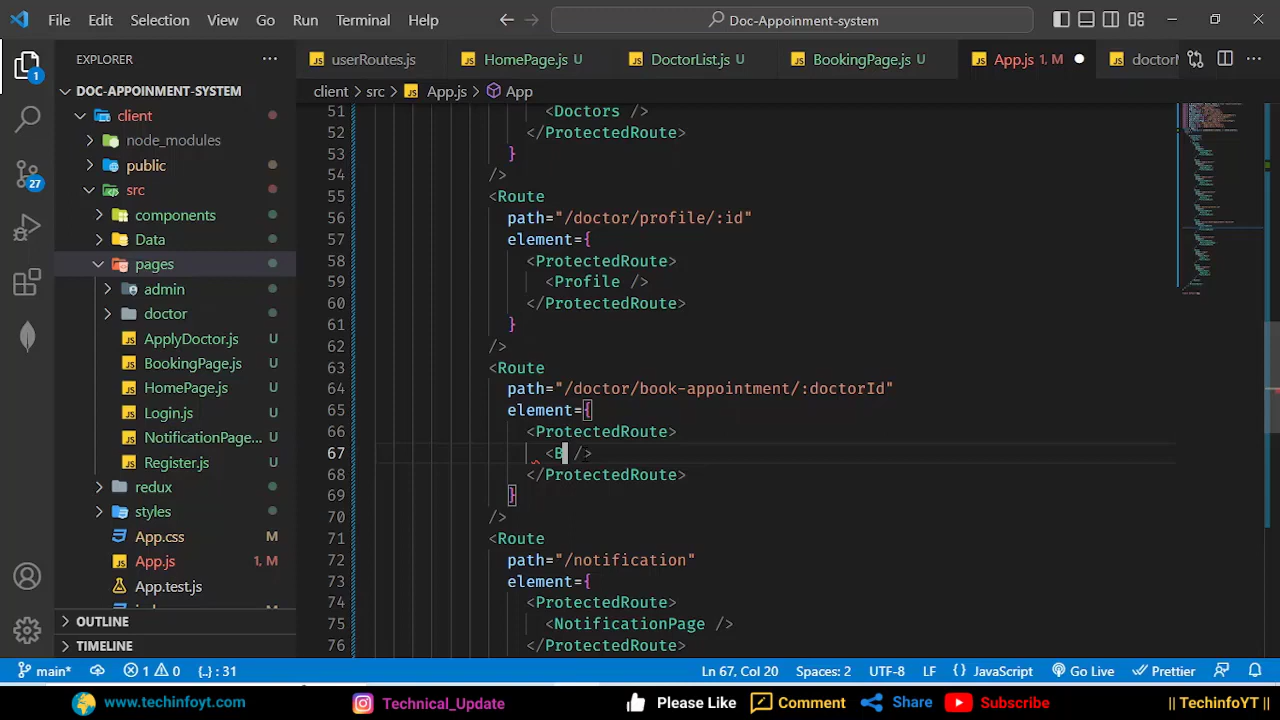 File Edit Selection View Go Run Terminal Help
Doc-Appoinment-system
EXPLORER
userRoutes.js
HomePage.js U
DoctorList.js U
BookingPage.js U
App.js 1, M
doctorI
1
DOC-APPOINMENT-SYSTEM
client > src > App.js > App
client
node_modules
public
src
components
Data
pages
admin
doctor
ApplyDoctor.js U
BookingPage.js U
HomePage.js U
Login.js U
NotificationPage... U
Register.js U
redux
styles
App.css M
App.js 1, M
App.test.js
OUTLINE
TIMELINE
27
51 <Doctors />
52 </ProtectedRoute>
53 }
54 />
55 <Route
56 path="/doctor/profile/:id"
57 element={
58 <ProtectedRoute>
59 <Profile />
60 </ProtectedRoute>
61 }
62 />
63 <Route
64 path="/doctor/book-appointment/:doctorId"
65 element={
66 <ProtectedRoute>
67 <B />
68 </ProtectedRoute>
69 }
70 />
71 <Route
72 path="/notification"
73 element={
74 <ProtectedRoute>
75 <NotificationPage />
76 </ProtectedRoute>
main* 1 0 {..} : 31 Ln 67, Col 20 Spaces: 2 UTF-8 LF {} JavaScript Go Live Prettier
www.techinfoyt.com Technical_Update Please Like Comment Share Subscribe || TechinfoYT ||